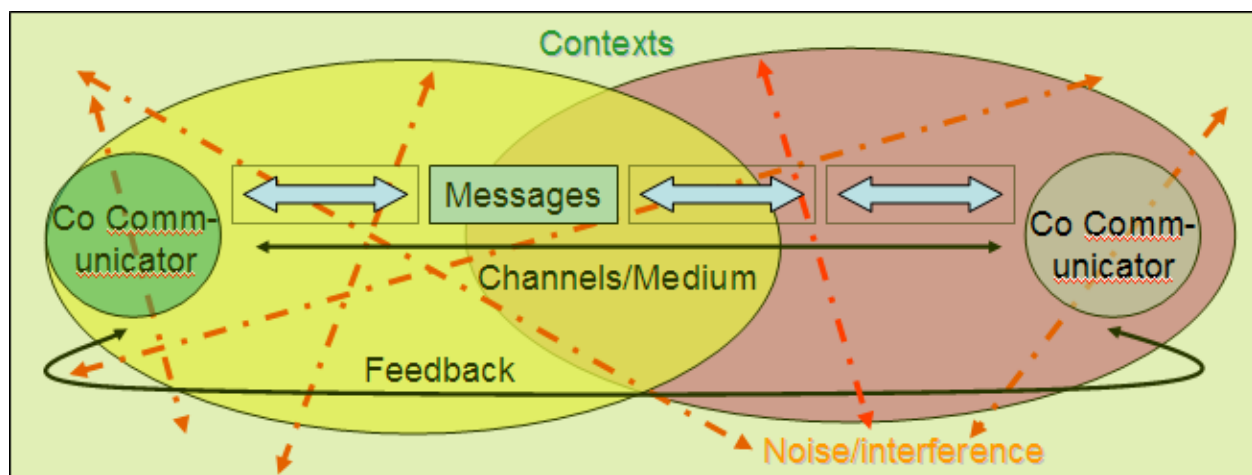 Contexts
Co Comm-
unicator
Messages
Co Comm-
unicator
Channels/Medium
Feedback
Noise/interference